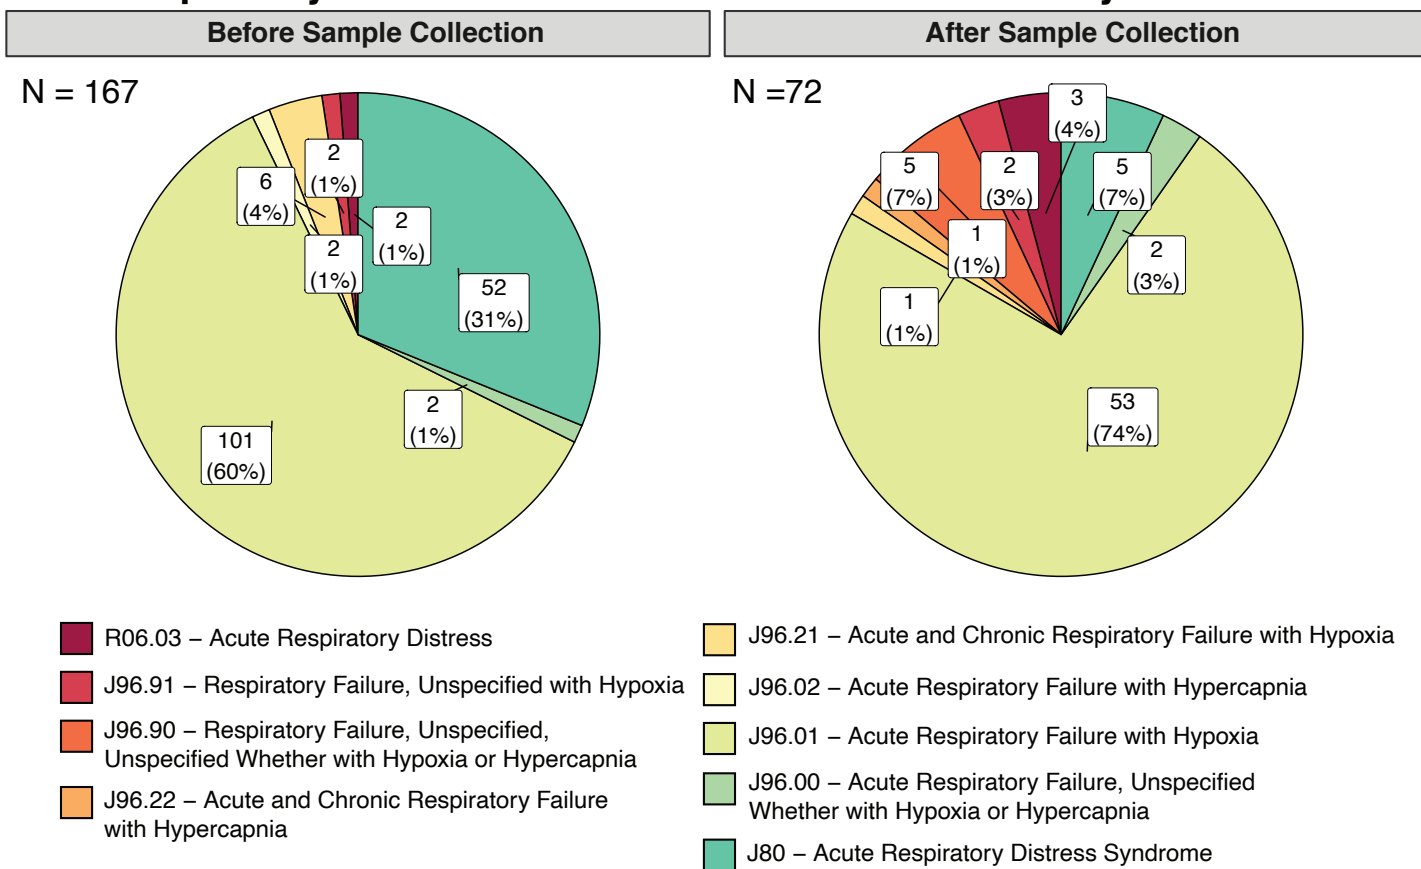 Before Sample Collection
After Sample Collection
N = 167
2
(1%)
6
(4%)
2
(1%)
2
(1%)
52
(31%)
2
(1%)
101
(60%)
N =72
3
(4%)
5
(7%)
2
(3%)
5
(7%)
1
(1%)
2
(3%)
1
(1%)
53
(74%)
R06.03 − Acute Respiratory Distress
J96.91 − Respiratory Failure, Unspecified with Hypoxia
J96.90 − Respiratory Failure, Unspecified,
Unspecified Whether with Hypoxia or Hypercapnia
J96.22 − Acute and Chronic Respiratory Failure
with Hypercapnia
J96.21 − Acute and Chronic Respiratory Failure with Hypoxia
J96.02 − Acute Respiratory Failure with Hypercapnia
J96.01 − Acute Respiratory Failure with Hypoxia
J96.00 − Acute Respiratory Failure, Unspecified
Whether with Hypoxia or Hypercapnia
J80 − Acute Respiratory Distress Syndrome